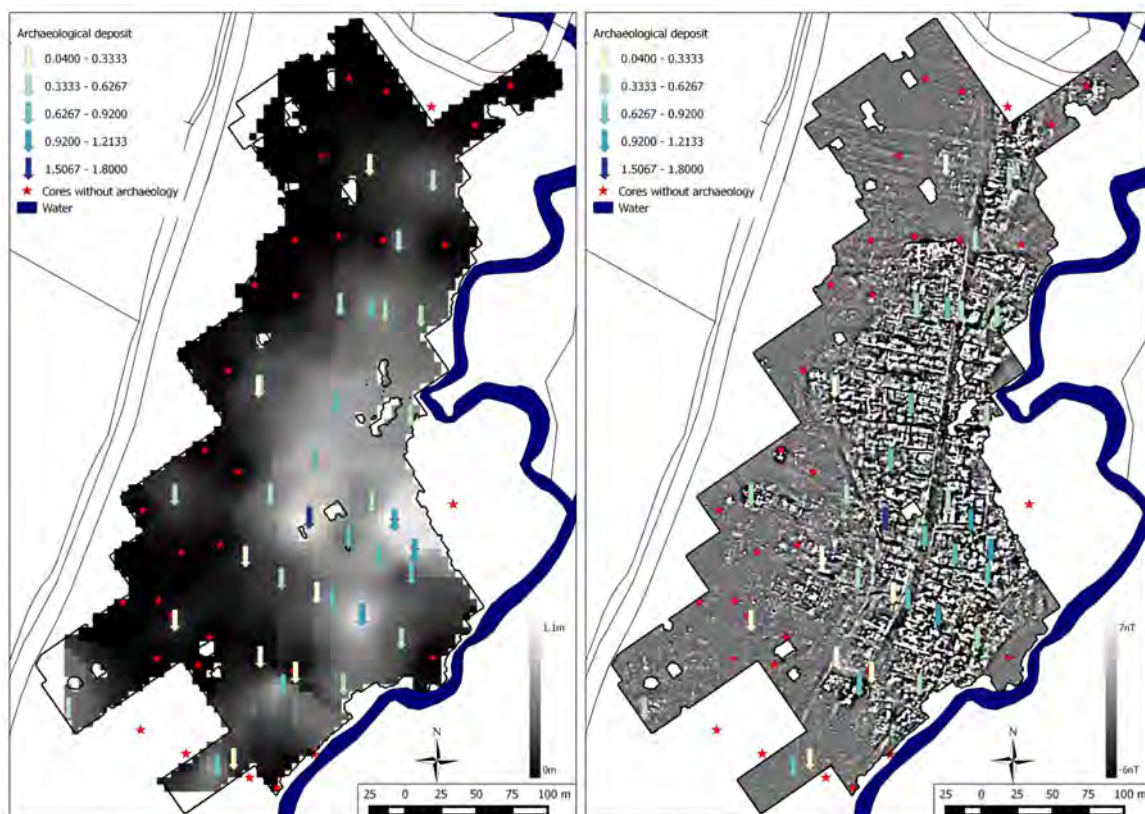 Archaeological deposit
0.0400 - 0.3333
0.3333 - 0.6267
0.6267 - 0.9200
0.9200 - 1.2133
1.5067 - 1.8000
Cores without archaeology
Water
1.1m
0m
N
25 0 25 50 75 100 m
Archaeological deposit
0.0400 - 0.3333
0.3333 - 0.6267
0.6267 - 0.9200
0.9200 - 1.2133
1.5067 - 1.8000
Cores without archaeology
Water
7nT
-6nT
N
25 0 25 50 75 100 m